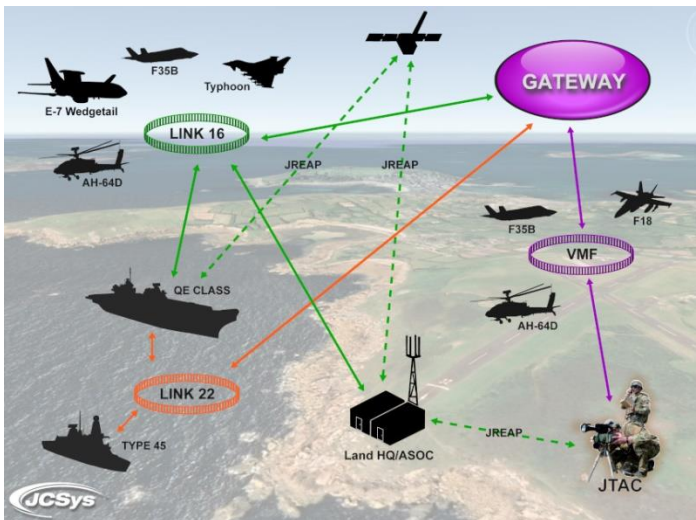 F35B
Typhoon
E-7 Wedgetail
GATEWAY
LINK 16
AH-64D
JREAP
JREAP
F35B
F18
VMF
QE CLASS
AH-64D
LINK 22
TYPE 45
Land HQ/ASOC
JREAP
JTAC
JCSys